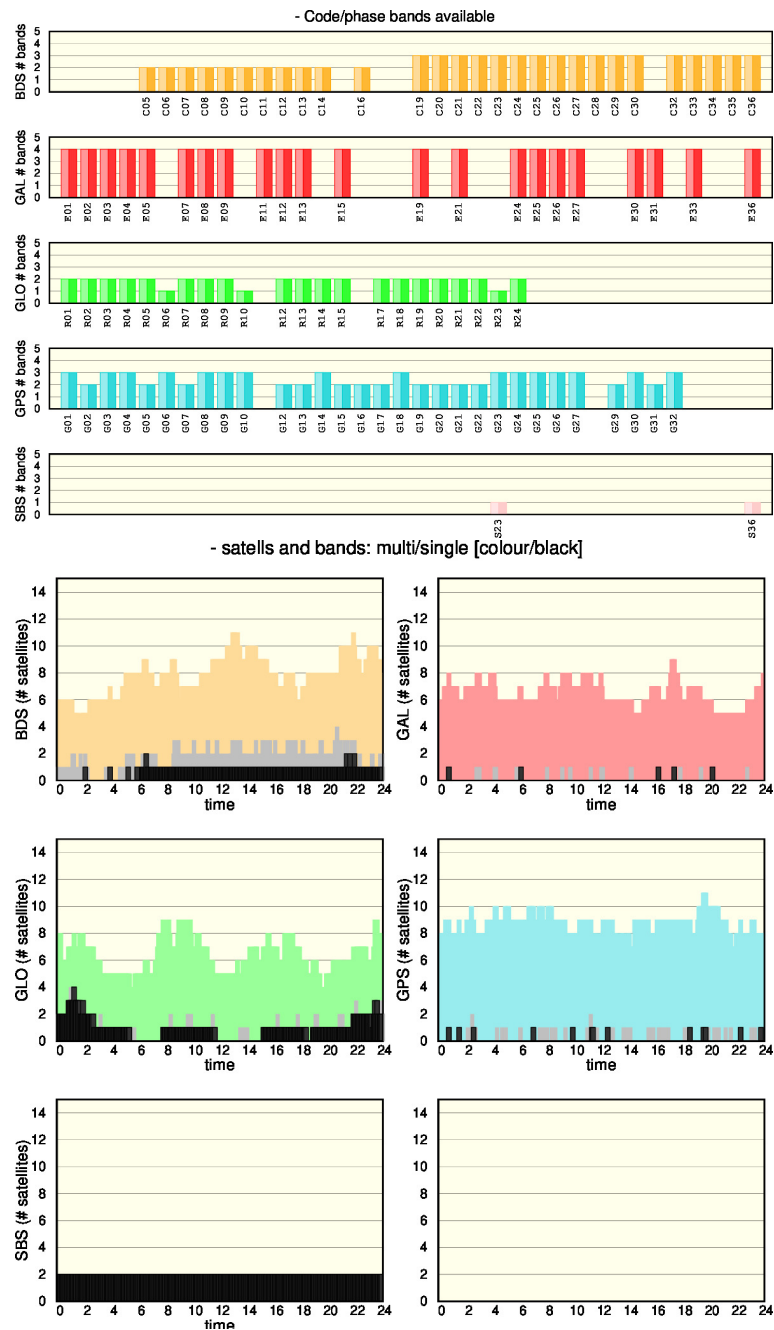 - Code/phase bands available
BDS # bands
5
4
3
2
1
0
C05 C06 C07 C08 C09 C10 C11 C12 C13 C14 C16 C19 C20 C21 C22 C23 C24 C25 C26 C27 C28 C29 C30 C32 C33 C34 C35 C36
GAL # bands
5
4
3
2
1
0
E01 E02 E03 E04 E05 E07 E08 E09 E11 E12 E13 E15 E19 E21 E24 E25 E26 E27 E30 E31 E33 E36
GLO # bands
5
4
3
2
1
0
R01 R02 R03 R04 R05 R06 R07 R08 R09 R10 R12 R13 R14 R15 R17 R18 R19 R20 R21 R22 R23 R24
GPS # bands
5
4
3
2
1
0
G01 G02 G03 G04 G05 G06 G07 G08 G09 G10 G12 G13 G14 G15 G16 G17 G18 G19 G20 G21 G22 G23 G24 G25 G26 G27 G29 G30 G31 G32
SBS # bands
5
4
3
2
1
0
S23 S36
- satells and bands: multi/single [colour/black]
BDS (# satellites)
14
12
10
8
6
4
2
0
0 2 4 6 8 10 12 14 16 18 20 22 24
time
GAL (# satellites)
14
12
10
8
6
4
2
0
0 2 4 6 8 10 12 14 16 18 20 22 24
time
GLO (# satellites)
14
12
10
8
6
4
2
0
0 2 4 6 8 10 12 14 16 18 20 22 24
time
GPS (# satellites)
14
12
10
8
6
4
2
0
0 2 4 6 8 10 12 14 16 18 20 22 24
time
SBS (# satellites)
14
12
10
8
6
4
2
0
0 2 4 6 8 10 12 14 16 18 20 22 24
time
14
12
10
8
6
4
2
0
0 2 4 6 8 10 12 14 16 18 20 22 24